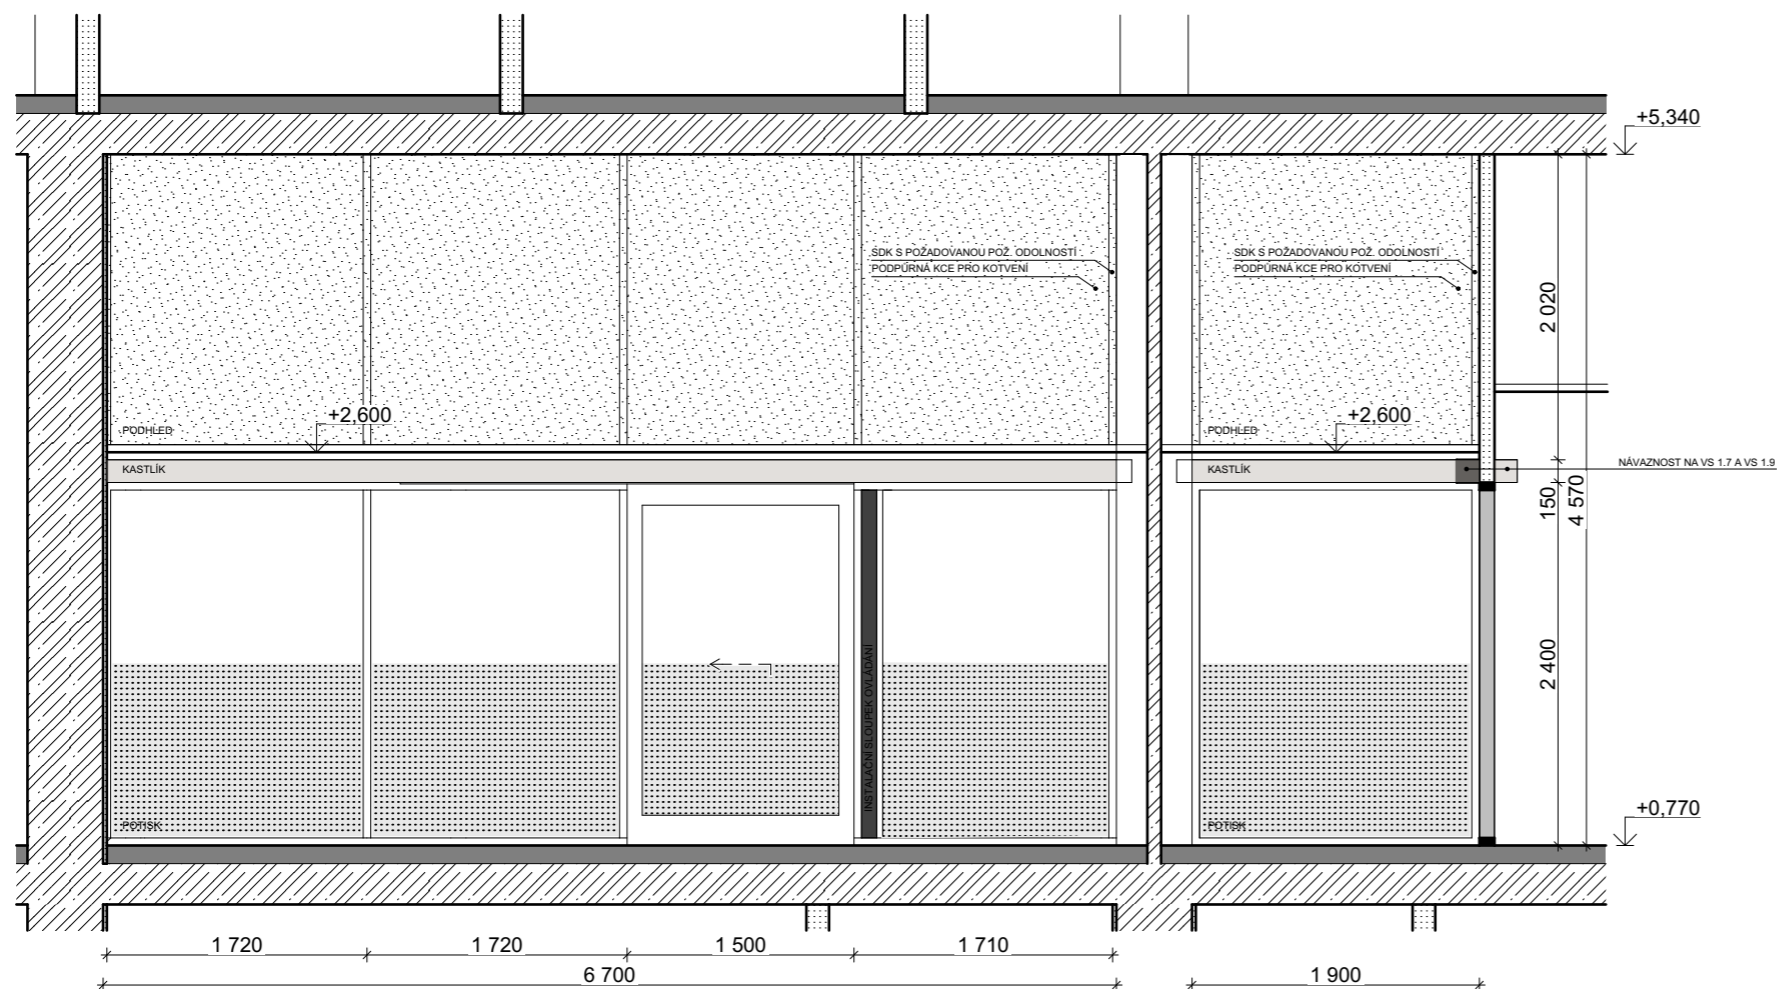 +5,340
SDK S POŽADOVANOU POŽ. ODOLNOSTÍ
PODPŮRNÁ KCE PRO KOTVENÍ
SDK S POŽADOVANOU POŽ. ODOLNOSTÍ
PODPŮRNÁ KCE PRO KOTVENÍ
2 020
+2,600
+2,600
PODHLED
PODHLED
KASTLÍK
KASTLÍK
NÁVAZNOST NA VS 1.7 A VS 1.9
150
4 570
2 400
INSTALAČNÍ SLOUPEK OVLÁDÁNÍ
+0,770
POTISK
POTISK
1 720
1 720
1 500
1 710
6 700
1 900